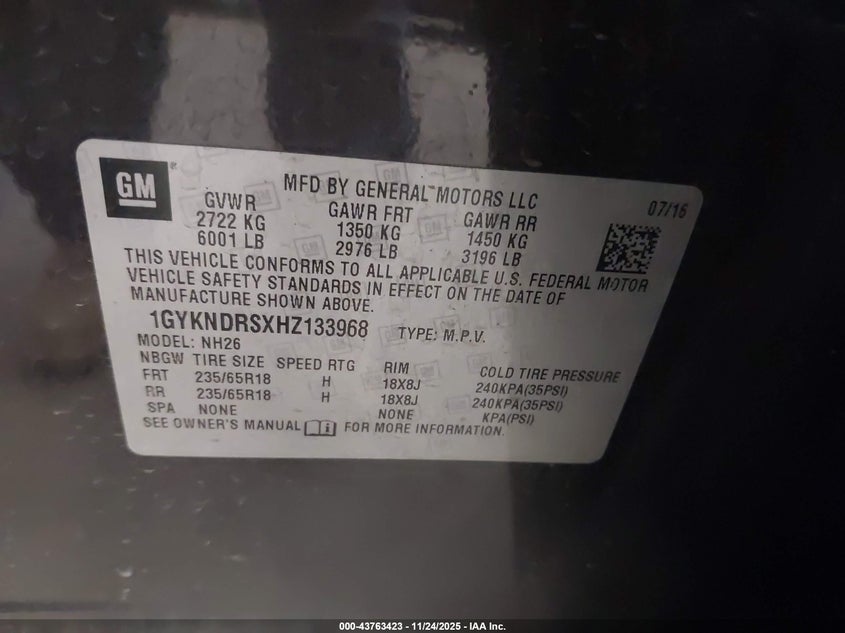 GM
MFD BY GENERAL MOTORS LLC
07/16
GVWR GAWR FRT GAWR RR
2722 KG 1350 KG 1450 KG
6001 LB 2976 LB 3196 LB
THIS VEHICLE CONFORMS TO ALL APPLICABLE U.S. FEDERAL MOTOR
VEHICLE SAFETY STANDARDS IN EFFECT ON THE DATE OF
MANUFACTURE SHOWN ABOVE.
1GYKNDRSXHZ133968 TYPE: M.P.V.
MODEL: NH26
NBGW TIRE SIZE SPEED RTG RIM COLD TIRE PRESSURE
FRT 235/65R18 H 18X8J 240KPA(35PSI)
RR 235/65R18 H 18X8J 240KPA(35PSI)
SPA NONE NONE KPA(PSI)
SEE OWNER'S MANUAL FOR MORE INFORMATION.
000-43763423 | 11/24/2025 - IAA Inc.